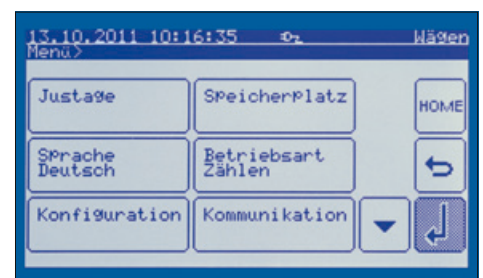 13.10.2011 10:16:35 Wägen
Menü>
Justage
Speicherplatz
HOME
Sprache
Deutsch
Betriebsart
Zählen
Konfiguration
Kommunikation